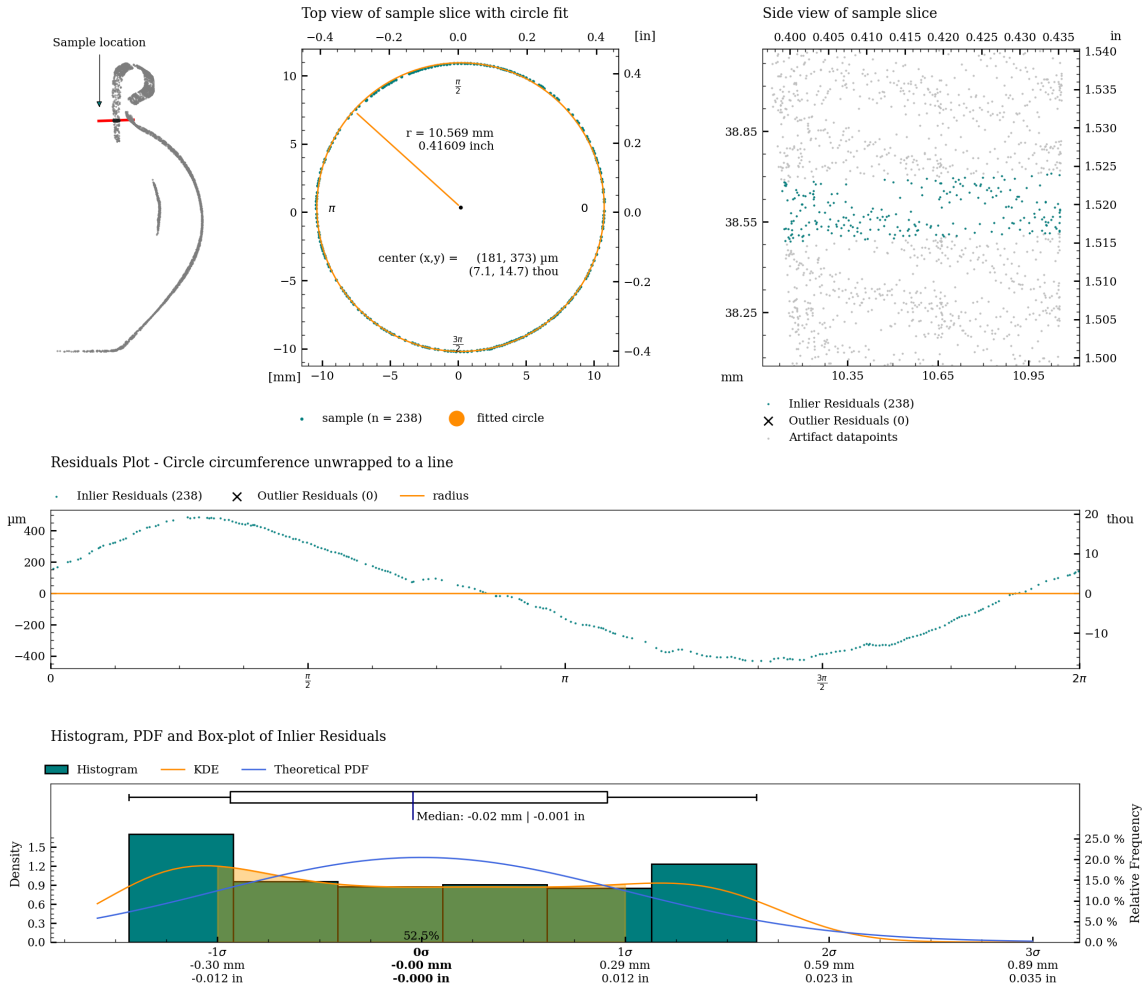 Sample location
Top view of sample slice with circle fit
−0.4 −0.2 0.0 0.2 0.4 [in]
10
5
0
−5
−10
0.4
0.2
0.0
−0.2
−0.4
π/2
r = 10.569 mm
0.41609 inch
π
0
center (x,y) = (181, 373) µm
(7.1, 14.7) thou
3π/2
[mm] −10 −5 0 5 10
sample (n = 238) fitted circle
Side view of sample slice
0.400 0.405 0.410 0.415 0.420 0.425 0.430 0.435 in
38.85
38.55
38.25
1.540
1.535
1.530
1.525
1.520
1.515
1.510
1.505
1.500
mm 10.35 10.65 10.95
Inlier Residuals (238)
Outlier Residuals (0)
Artifact datapoints
Residuals Plot - Circle circumference unwrapped to a line
Inlier Residuals (238) Outlier Residuals (0) radius
µm
400
200
0
−200
−400
20
thou
10
0
−10
0 π/2 π 3π/2 2π
Histogram, PDF and Box-plot of Inlier Residuals
Histogram KDE Theoretical PDF
Median: -0.02 mm | -0.001 in
Density
1.5
1.2
0.9
0.6
0.3
0.0
25.0 %
20.0 %
15.0 %
10.0 %
5.0 %
0.0 %
Relative Frequency
52.5%
-1σ 0σ 1σ 2σ 3σ
-0.30 mm -0.00 mm 0.29 mm 0.59 mm 0.89 mm
-0.012 in -0.000 in 0.012 in 0.023 in 0.035 in